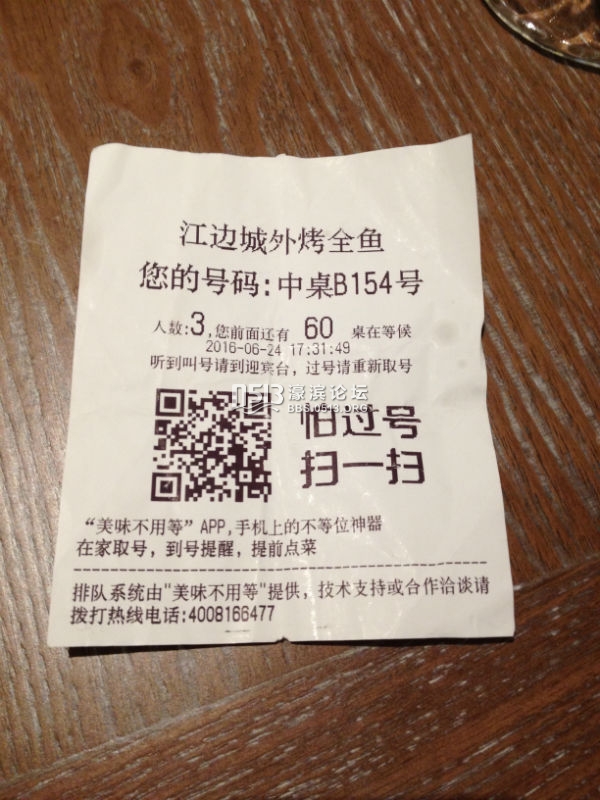 江边城外烤全鱼
您的号码:中桌B154号
人数:3,您前面还有 60 桌在等候
2016-06-24 17:31:49
听到叫号请到迎宾台，过号请重新取号
0513 濠滨论坛
BBS.0513.ORG
怕过号
扫一扫
“美味不用等”APP,手机上的不等位神器
在家取号，到号提醒，提前点菜
排队系统由"美味不用等"提供，技术支持或合作洽谈请
拨打热线电话:4008166477